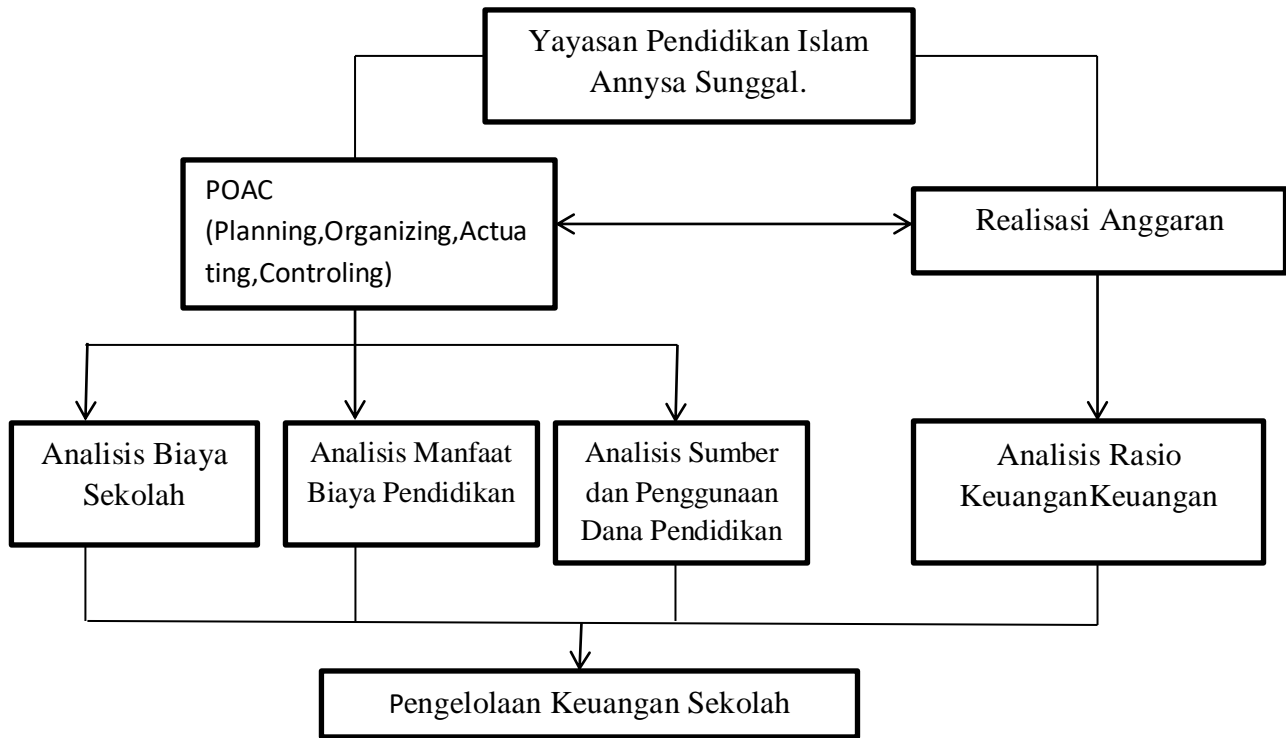 Yayasan Pendidikan Islam
Annysa Sunggal.
POAC
(Planning,Organizing,Actua
ting,Controling)
Realisasi Anggaran
Analisis Biaya
Sekolah
Analisis Manfaat
Biaya Pendidikan
Analisis Sumber
dan Penggunaan
Dana Pendidikan
Analisis Rasio
KeuanganKeuangan
Pengelolaan Keuangan Sekolah